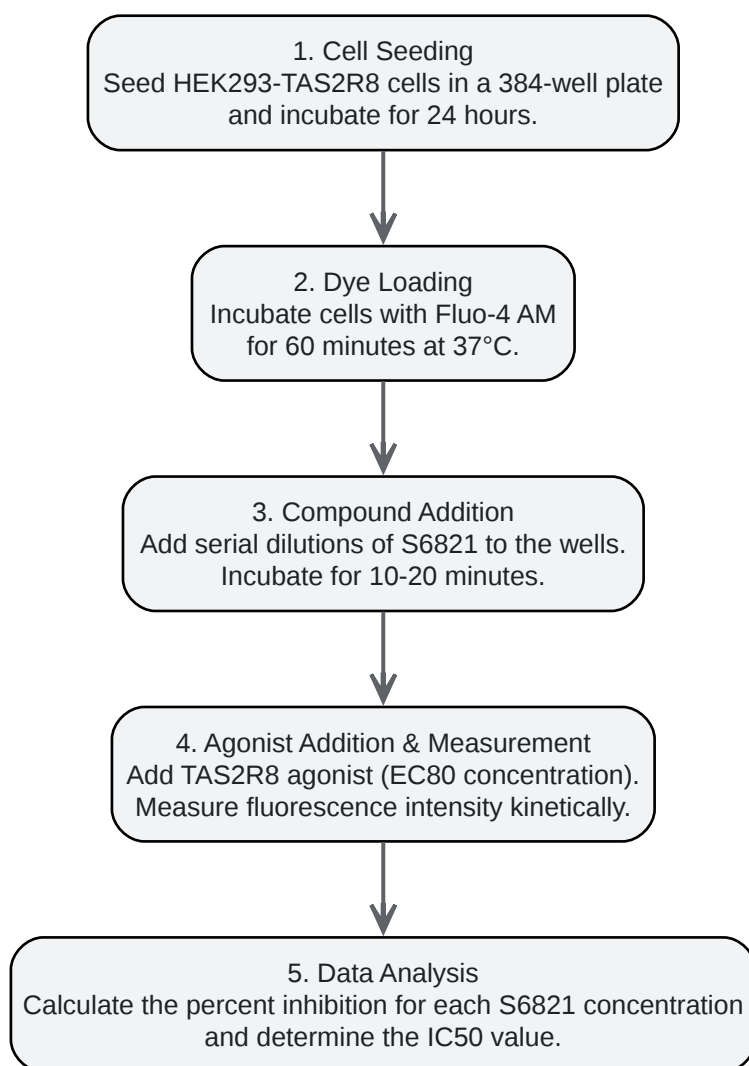 1. Cell Seeding
Seed HEK293-TAS2R8 cells in a 384-well plate
and incubate for 24 hours.
2. Dye Loading
Incubate cells with Fluo-4 AM
for 60 minutes at 37°C.
3. Compound Addition
Add serial dilutions of S6821 to the wells.
Incubate for 10-20 minutes.
4. Agonist Addition & Measurement
Add TAS2R8 agonist (EC80 concentration).
Measure fluorescence intensity kinetically.
5. Data Analysis
Calculate the percent inhibition for each S6821 concentration
and determine the IC50 value.